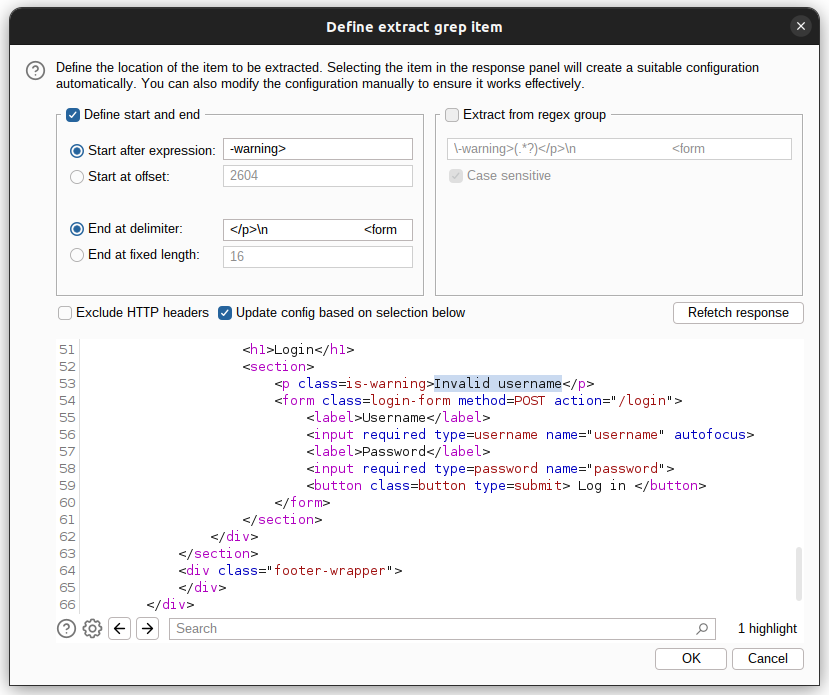 Define extract grep item
Define the location of the item to be extracted. Selecting the item in the response panel will create a suitable configuration
automatically. You can also modify the configuration manually to ensure it works effectively.
Define start and end
Start after expression: -warning>
Start at offset: 2604
End at delimiter: </p>\n                          <form
End at fixed length: 16
Extract from regex group
\-warning>(.*?)</p>\n                          <form
Case sensitive
Exclude HTTP headers
Update config based on selection below
Refetch response
51                     <h1>Login</h1>
52                     <section>
53                         <p class=is-warning>Invalid username</p>
54                         <form class=login-form method=POST action="/login">
55                             <label>Username</label>
56                             <input required type=username name="username" autofocus>
57                             <label>Password</label>
58                             <input required type=password name="password">
59                             <button class=button type=submit> Log in </button>
60                         </form>
61                     </section>
62                 </div>
63             </section>
64             <div class="footer-wrapper">
65             </div>
66         </div>
Search
1 highlight
OK
Cancel